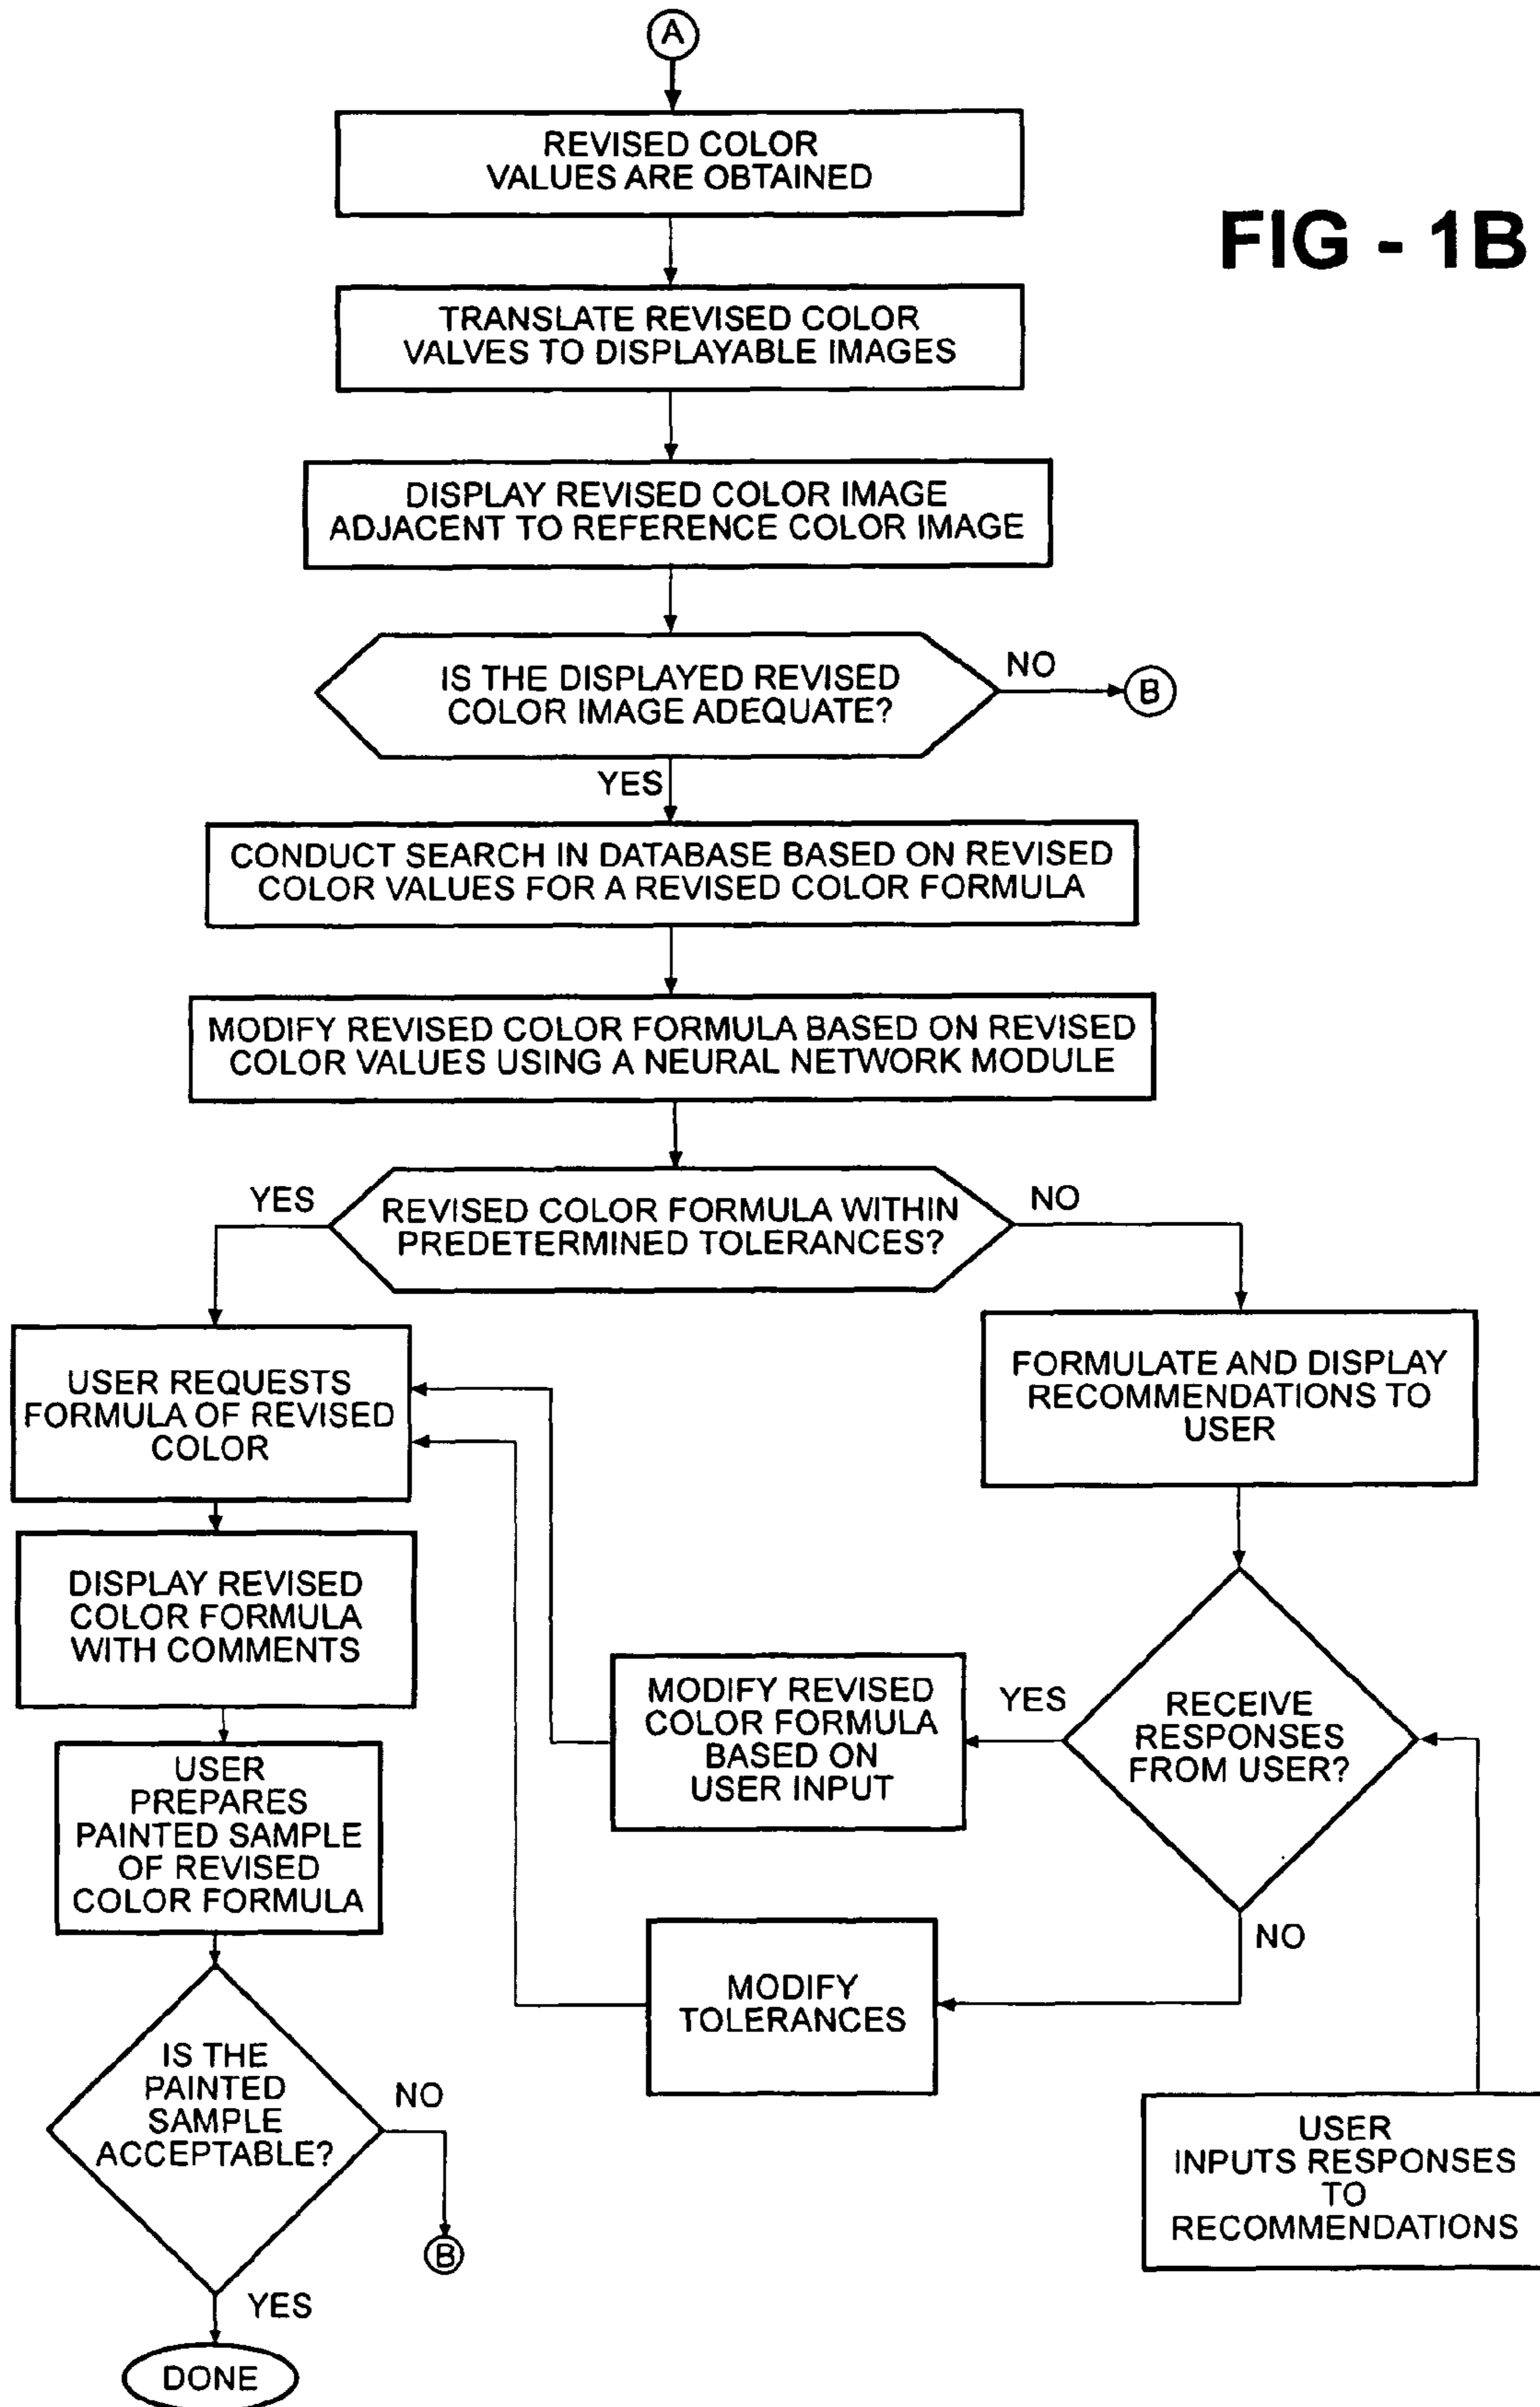 A
REVISED COLOR
VALUES ARE OBTAINED
FIG - 1B
TRANSLATE REVISED COLOR
VALVES TO DISPLAYABLE IMAGES
DISPLAY REVISED COLOR IMAGE
ADJACENT TO REFERENCE COLOR IMAGE
IS THE DISPLAYED REVISED
COLOR IMAGE ADEQUATE?
NO
B
YES
CONDUCT SEARCH IN DATABASE BASED ON REVISED
COLOR VALUES FOR A REVISED COLOR FORMULA
MODIFY REVISED COLOR FORMULA BASED ON REVISED
COLOR VALUES USING A NEURAL NETWORK MODULE
YES
REVISED COLOR FORMULA WITHIN
PREDETERMINED TOLERANCES?
NO
USER REQUESTS
FORMULA OF REVISED
COLOR
FORMULATE AND DISPLAY
RECOMMENDATIONS TO
USER
DISPLAY REVISED
COLOR FORMULA
WITH COMMENTS
MODIFY REVISED
COLOR FORMULA
BASED ON
USER INPUT
YES
RECEIVE
RESPONSES
FROM USER?
USER
PREPARES
PAINTED SAMPLE
OF REVISED
COLOR FORMULA
NO
MODIFY
TOLERANCES
IS THE
PAINTED
SAMPLE
ACCEPTABLE?
NO
B
USER
INPUTS RESPONSES
TO
RECOMMENDATIONS
YES
DONE